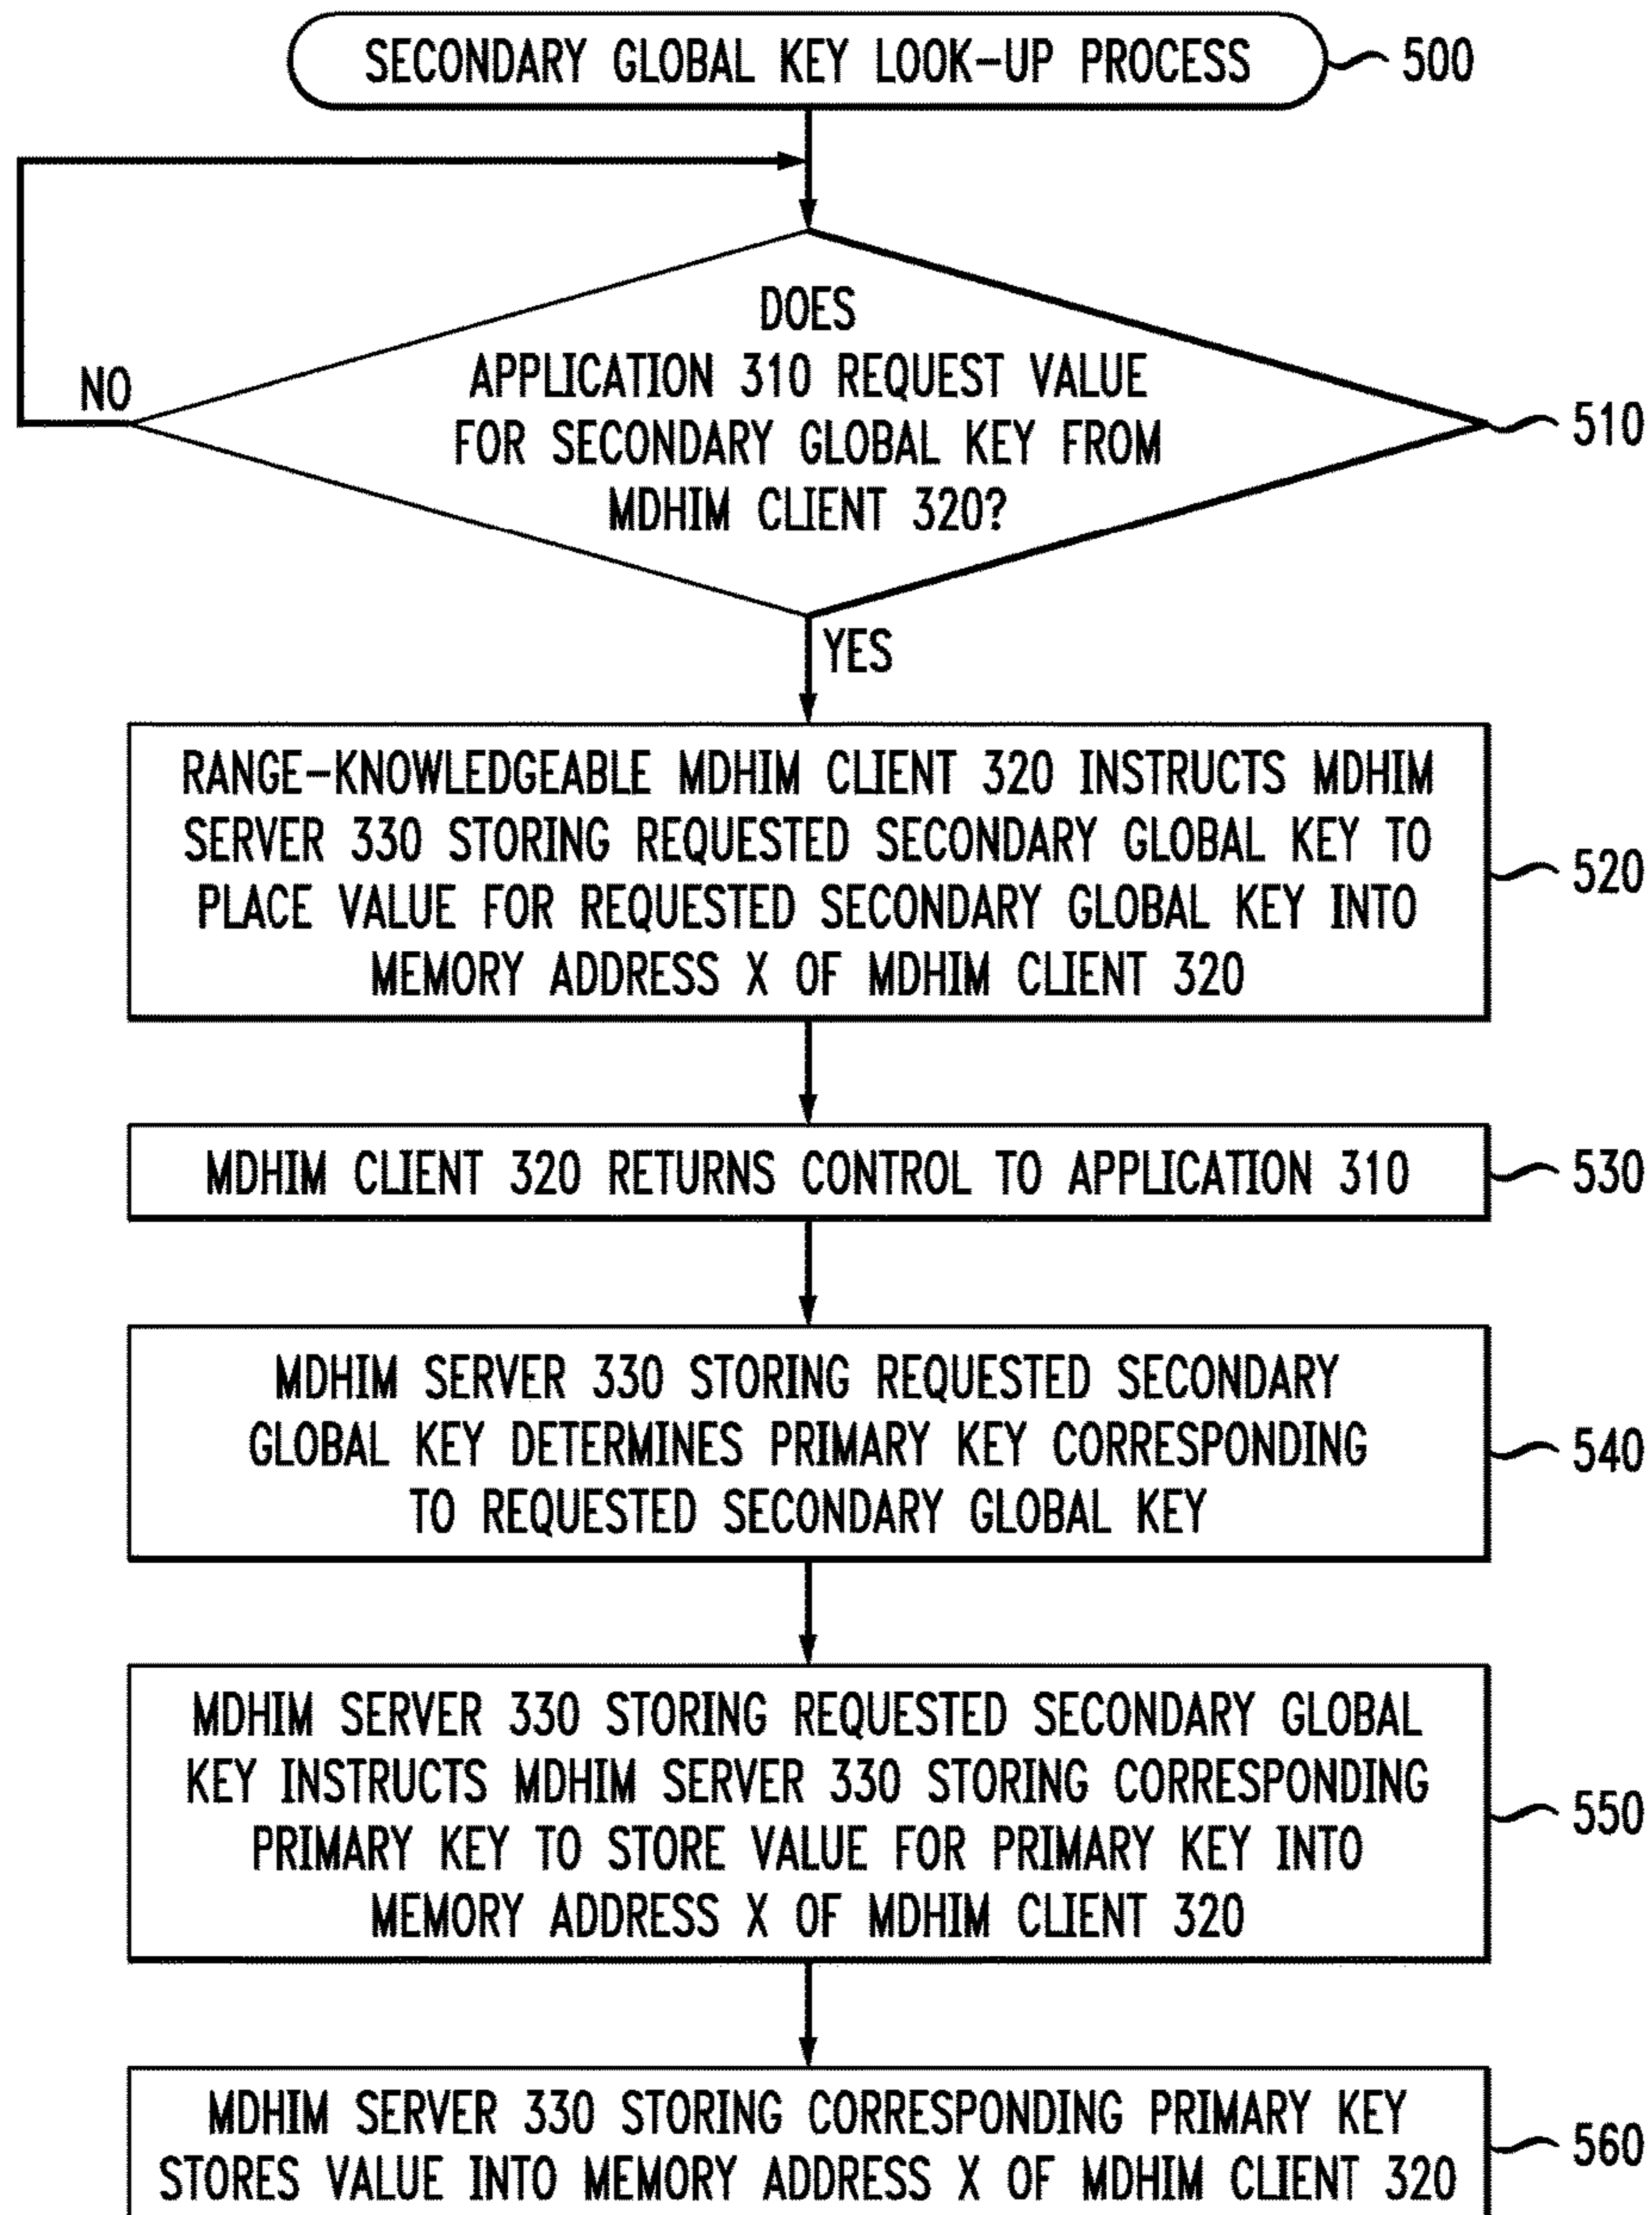 SECONDARY GLOBAL KEY LOOK-UP PROCESS
500
DOES
APPLICATION 310 REQUEST VALUE
FOR SECONDARY GLOBAL KEY FROM
MDHIM CLIENT 320?
510
NO
YES
RANGE-KNOWLEDGEABLE MDHIM CLIENT 320 INSTRUCTS MDHIM
SERVER 330 STORING REQUESTED SECONDARY GLOBAL KEY TO
PLACE VALUE FOR REQUESTED SECONDARY GLOBAL KEY INTO
MEMORY ADDRESS X OF MDHIM CLIENT 320
520
MDHIM CLIENT 320 RETURNS CONTROL TO APPLICATION 310
530
MDHIM SERVER 330 STORING REQUESTED SECONDARY
GLOBAL KEY DETERMINES PRIMARY KEY CORRESPONDING
TO REQUESTED SECONDARY GLOBAL KEY
540
MDHIM SERVER 330 STORING REQUESTED SECONDARY GLOBAL
KEY INSTRUCTS MDHIM SERVER 330 STORING CORRESPONDING
PRIMARY KEY TO STORE VALUE FOR PRIMARY KEY INTO
MEMORY ADDRESS X OF MDHIM CLIENT 320
550
MDHIM SERVER 330 STORING CORRESPONDING PRIMARY KEY
STORES VALUE INTO MEMORY ADDRESS X OF MDHIM CLIENT 320
560